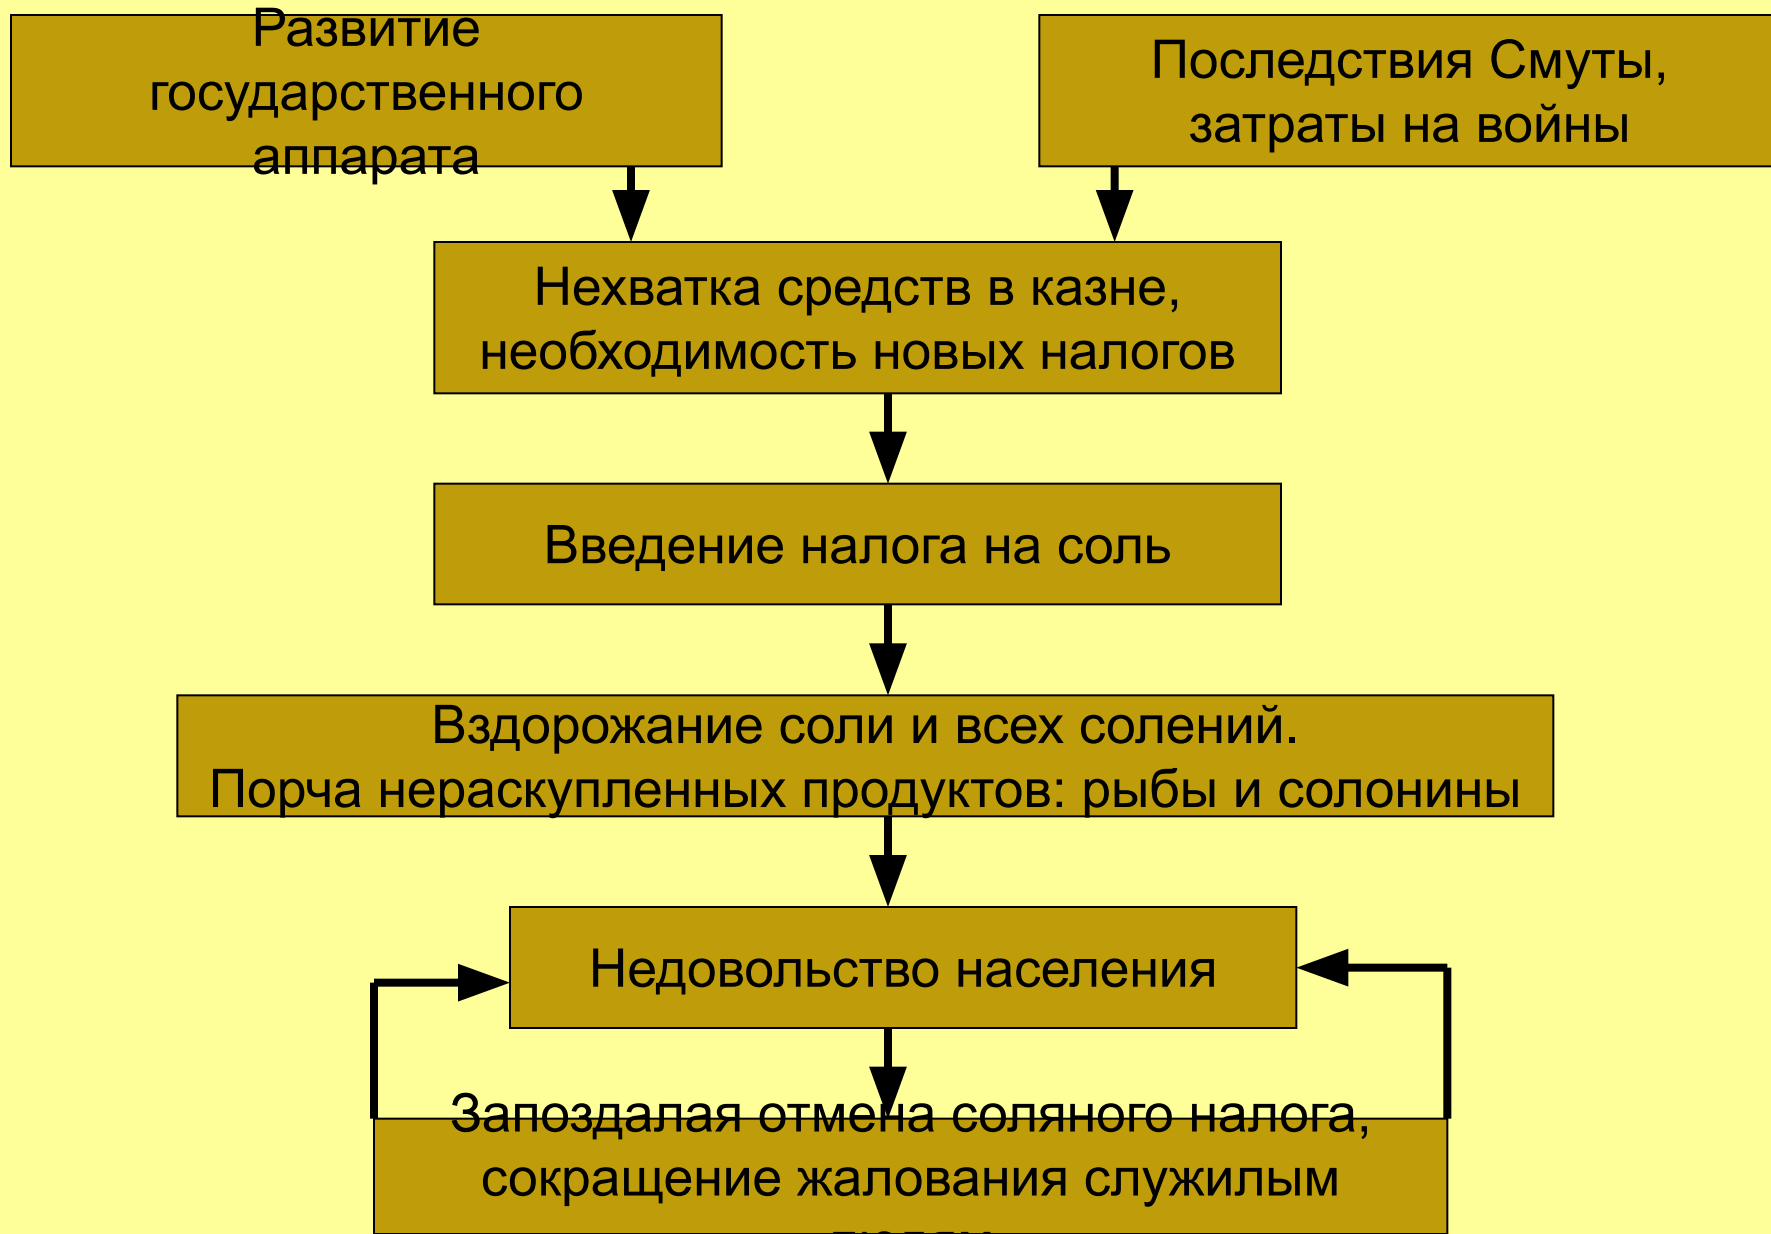 Развитие
государственного
аппарата
Последствия Смуты,
затраты на войны
Нехватка средств в казне,
необходимость новых налогов
Введение налога на соль
Вздорожание соли и всех солений.
Порча нераскупленных продуктов: рыбы и солонины
Недовольство населения
Запоздалая отмена соляного налога,
сокращение жалования служилым